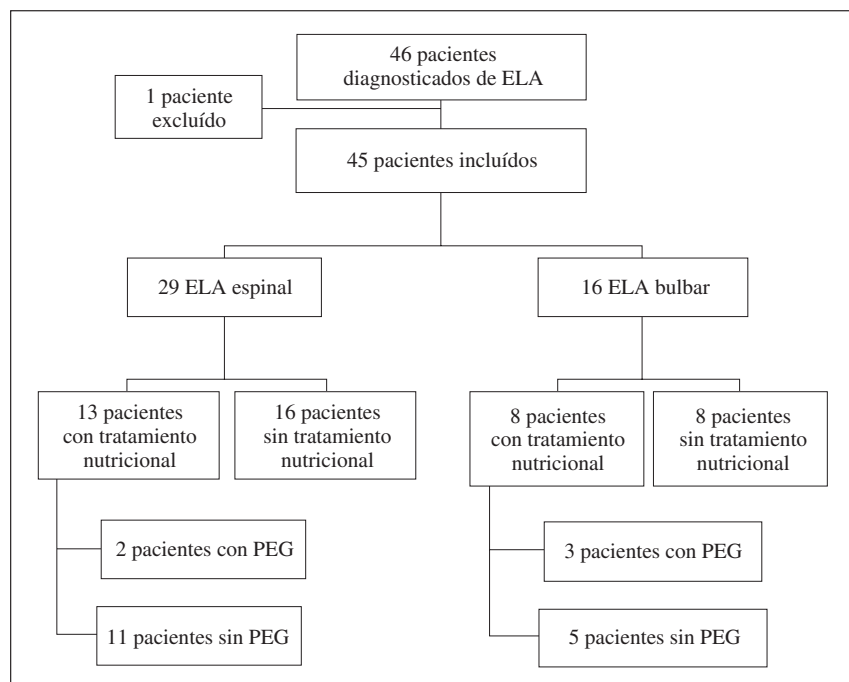 46 pacientes
diagnosticados de ELA
1 paciente
excluído
45 pacientes incluídos
29 ELA espinal
16 ELA bulbar
13 pacientes
con tratamiento
nutricional
16 pacientes
sin tratamiento
nutricional
8 pacientes
con tratamiento
nutricional
8 pacientes
sin tratamiento
nutricional
2 pacientes con PEG
3 pacientes con PEG
11 pacientes sin PEG
5 pacientes sin PEG